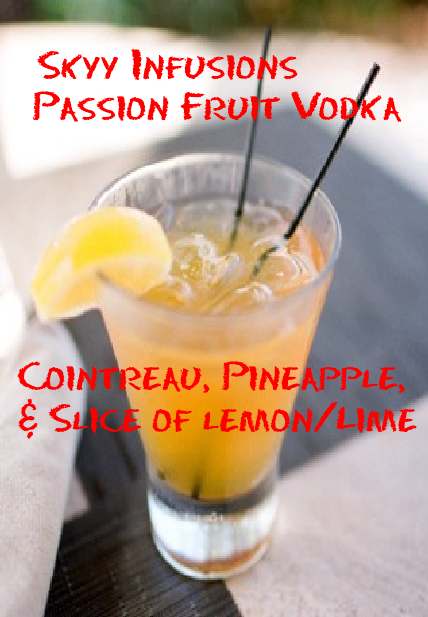 Skyy Infusions
Passion Fruit Vodka
Cointreau, Pineapple,
& Slice of lemon/Lime